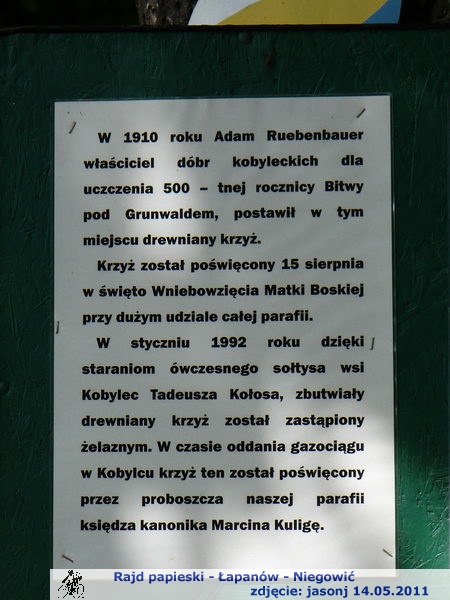 W 1910 roku Adam Ruebenbauer
właściciel dóbr kobyleckich dla
uczczenia 500 – tnej rocznicy Bitwy
pod Grunwaldem, postawił w tym
miejscu drewniany krzyż.
Krzyż został poświęcony 15 sierpnia
w święto Wniebowzięcia Matki Boskiej
przy dużym udziale całej parafii.
W styczniu 1992 roku dzięki
staraniom ówczesnego sołtysa wsi
Kobylec Tadeusza Kołosa, zbutwiały
drewniany krzyż został zastąpiony
żelaznym. W czasie oddania gazociągu
w Kobylcu krzyż ten został poświęcony
przez proboszcza naszej parafii
księdza kanonika Marcina Kuligę.
Rajd papieski - Łapanów - Niegowić
zdjęcie: jasonj 14.05.2011